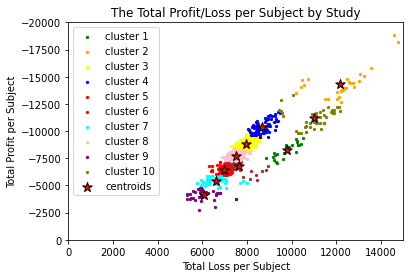 The Total Profit/Loss per Subject by Study
Total Profit per Subject
−20000
−17500
−15000
−12500
−10000
−7500
−5000
−2500
0
cluster 1
cluster 2
cluster 3
cluster 4
cluster 5
cluster 6
cluster 7
cluster 8
cluster 9
cluster 10
centroids
0 2000 4000 6000 8000 10000 12000 14000
Total Loss per Subject